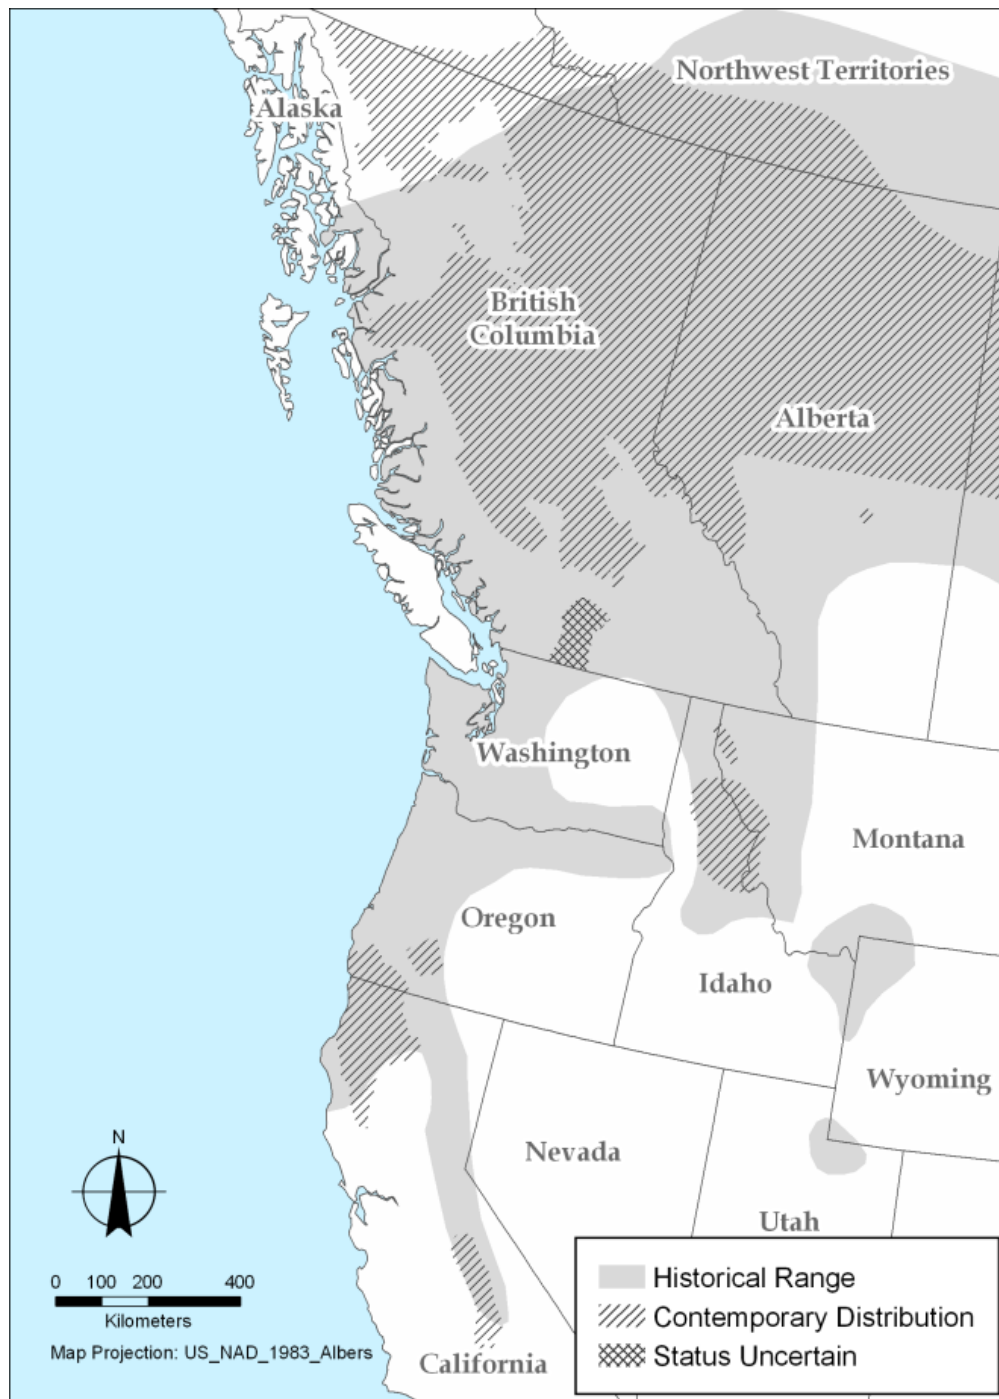 Northwest Territories
Alaska
British
Columbia
Alberta
Washington
Montana
Oregon
Idaho
Wyoming
Nevada
Utah
California
N
0 100 200 400
Kilometers
Map Projection: US_NAD_1983_Albers
Historical Range
Contemporary Distribution
Status Uncertain